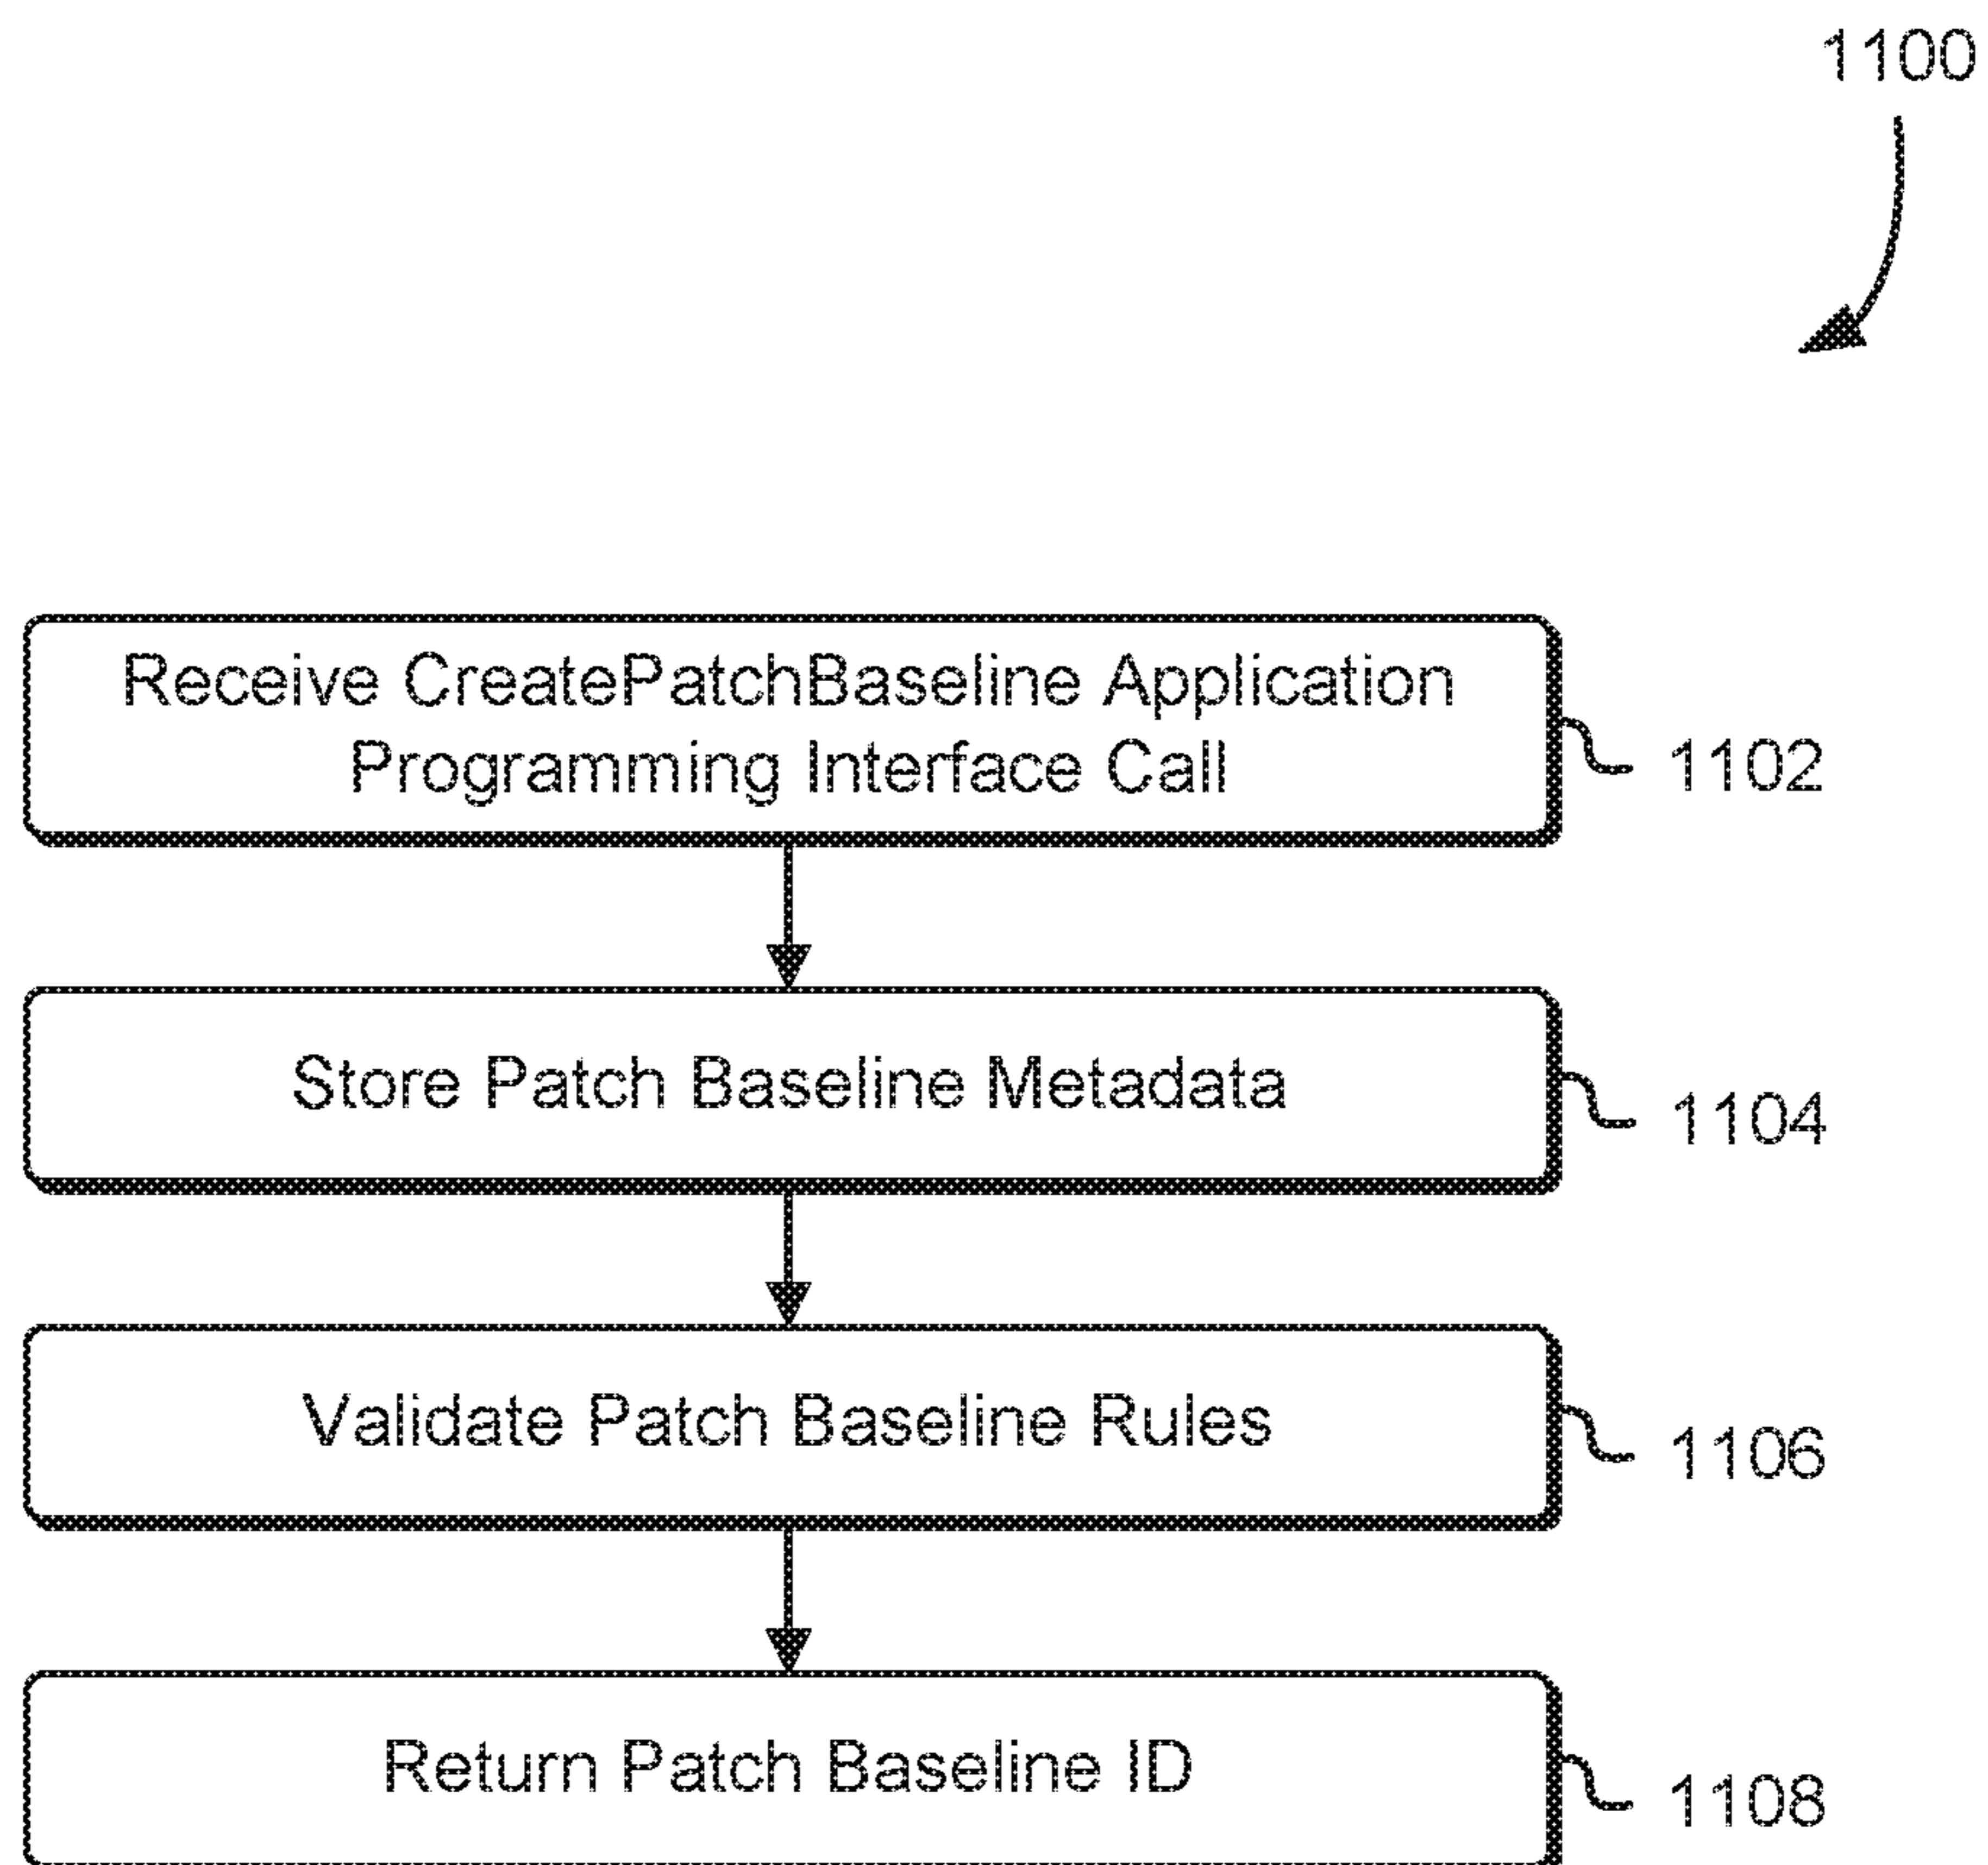 1100
Receive CreatePatchBaseline Application
Programming Interface Call
1102
Store Patch Baseline Metadata
1104
Validate Patch Baseline Rules
1106
Return Patch Baseline ID
1108